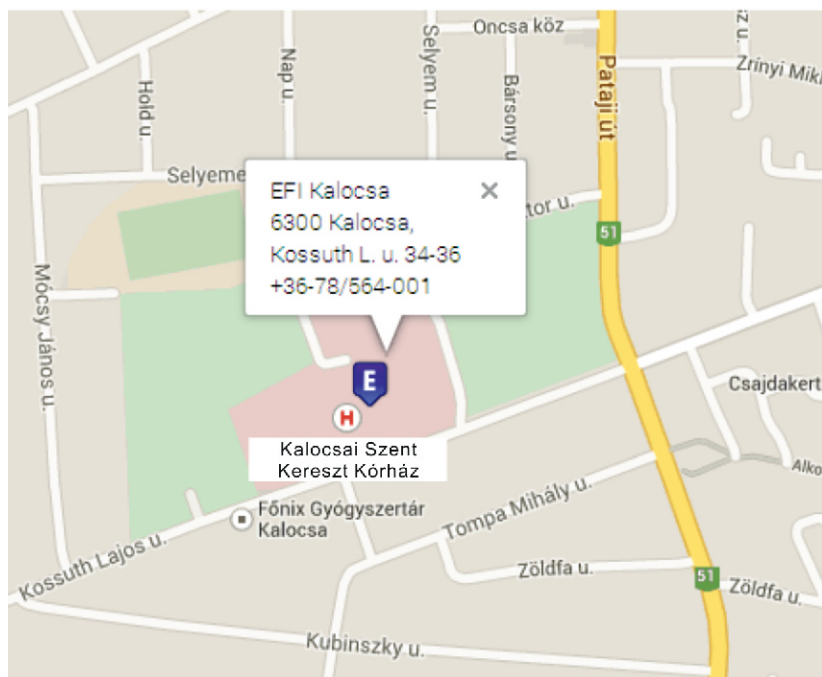 Oncsa köz
Nap u.
Selyem u.
Hold u.
Bársony u
Pataji út
z u.
Zrínyi Mikl
Selyeme
EFI Kalocsa
6300 Kalocsa,
Kossuth L. u. 34-36
+36-78/564-001
tor u.
51
Mócsy János u.
E
H
Kalocsai Szent
Kereszt Kórház
Csajdakert
Alko
Főnix Gyógyszertár
Kalocsa
Tompa Mihály u.
Kossuth Lajos u.
Zöldfa u.
51
Zöldfa u.
Kubinszky u.